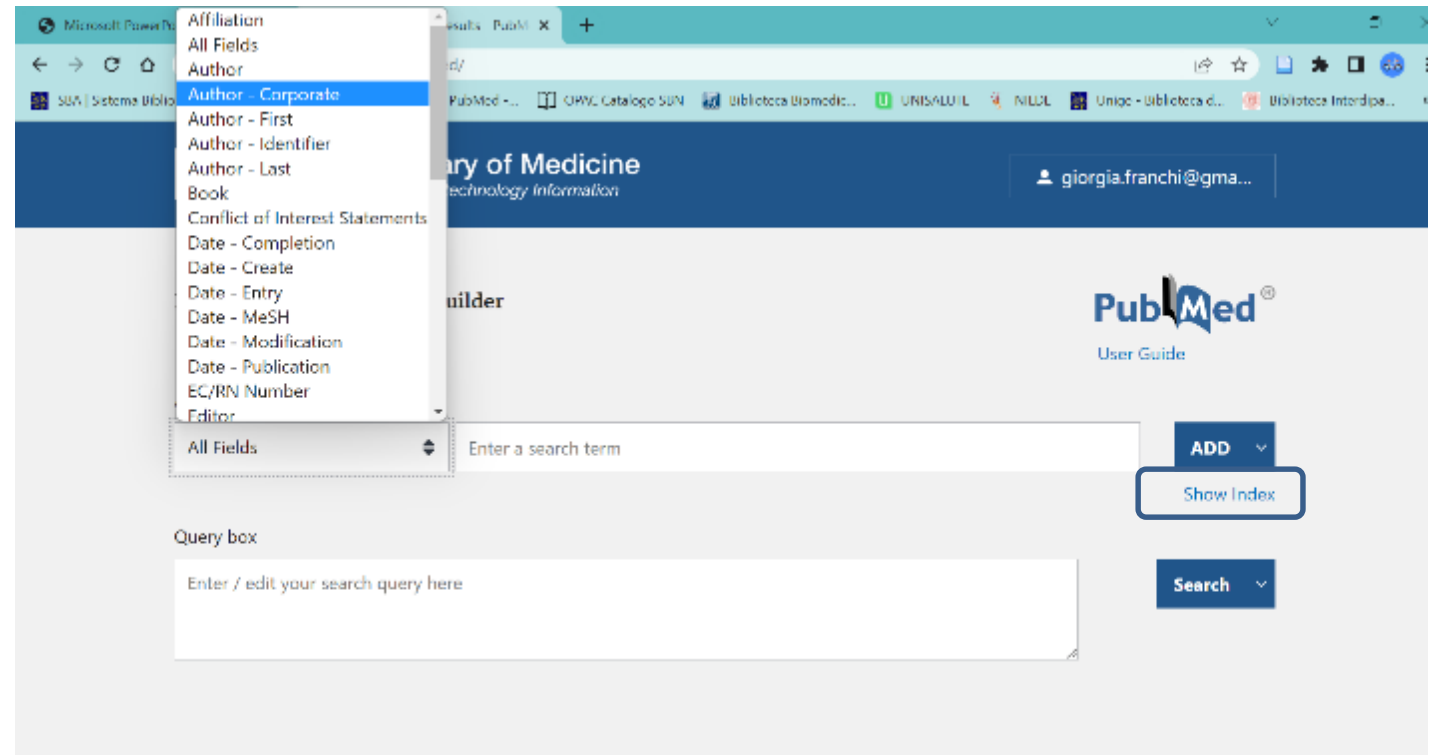 Microsoft PowerPo
esults - PubM
Affiliation
All Fields
Author
Author - Corporate
Author - First
Author - Identifier
Author - Last
Book
Conflict of Interest Statements
Date - Completion
Date - Create
Date - Entry
Date - MeSH
Date - Modification
Date - Publication
EC/RN Number
Editor
ed/
SBA | Sistema Biblio
PubMed -...
OPAC Catalogo SBN
Biblioteca Biomedic...
UNISALUTE
NILDE
Unige - Biblioteca d...
Biblioteca Interdipa...
ary of Medicine
echnology Information
giorgia.franchi@gma...
uilder
PubMed®
User Guide
All Fields
Enter a search term
ADD
Show Index
Query box
Enter / edit your search query here
Search